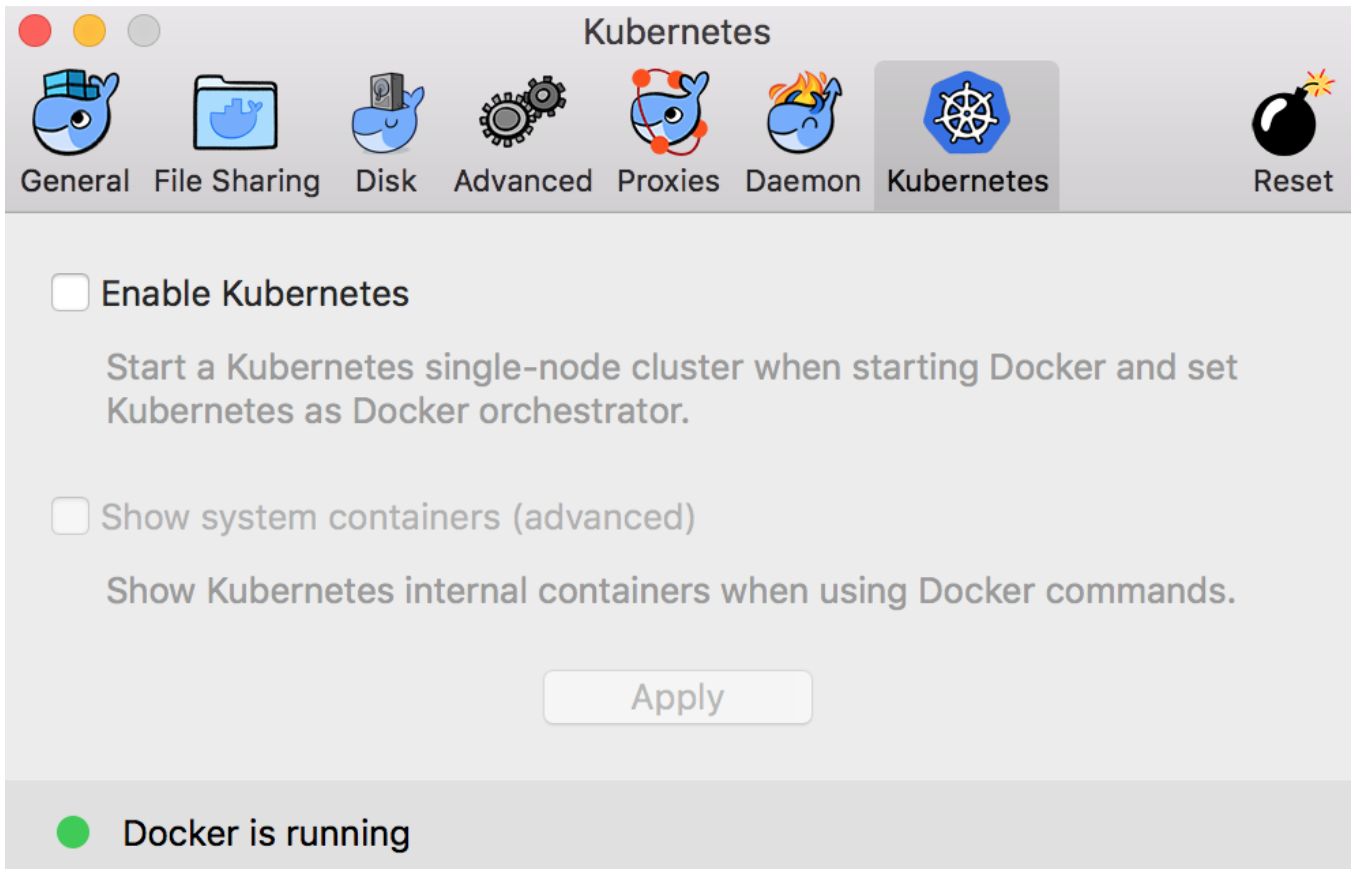 Kubernetes
General File Sharing Disk Advanced Proxies Daemon Kubernetes Reset
Enable Kubernetes
Start a Kubernetes single-node cluster when starting Docker and set
Kubernetes as Docker orchestrator.
Show system containers (advanced)
Show Kubernetes internal containers when using Docker commands.
Apply
Docker is running